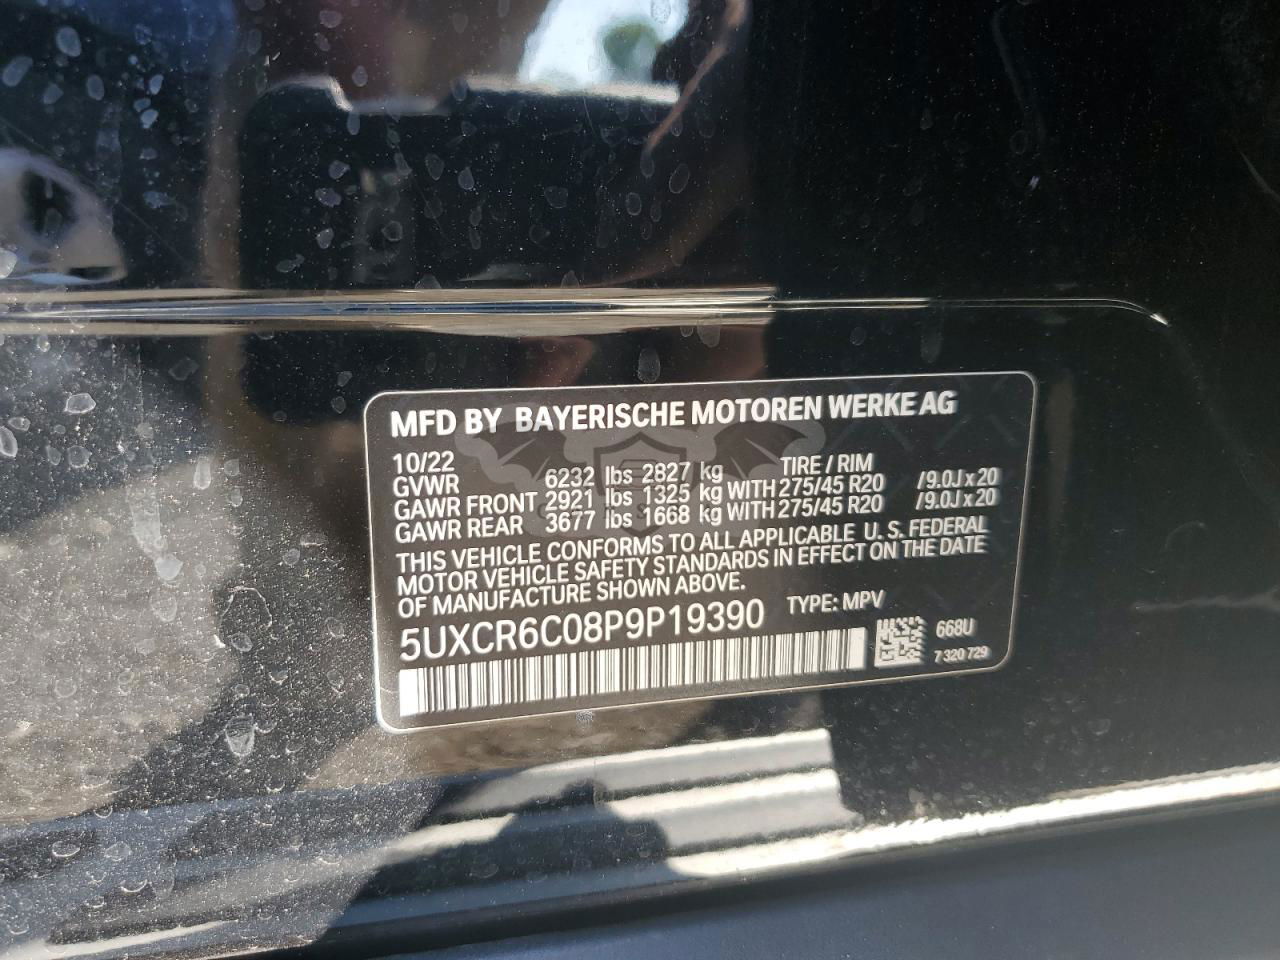 MFD BY BAYERISCHE MOTOREN WERKE AG
10/22 TIRE / RIM
GVWR 6232 lbs 2827 kg
GAWR FRONT 2921 lbs 1325 kg WITH 275/45 R20 /9.0J x 20
GAWR REAR 3677 lbs 1668 kg WITH 275/45 R20 /9.0J x 20
THIS VEHICLE CONFORMS TO ALL APPLICABLE U. S. FEDERAL
MOTOR VEHICLE SAFETY STANDARDS IN EFFECT ON THE DATE
OF MANUFACTURE SHOWN ABOVE.
5UXCR6C08P9P19390 TYPE: MPV
668U
7 320 729